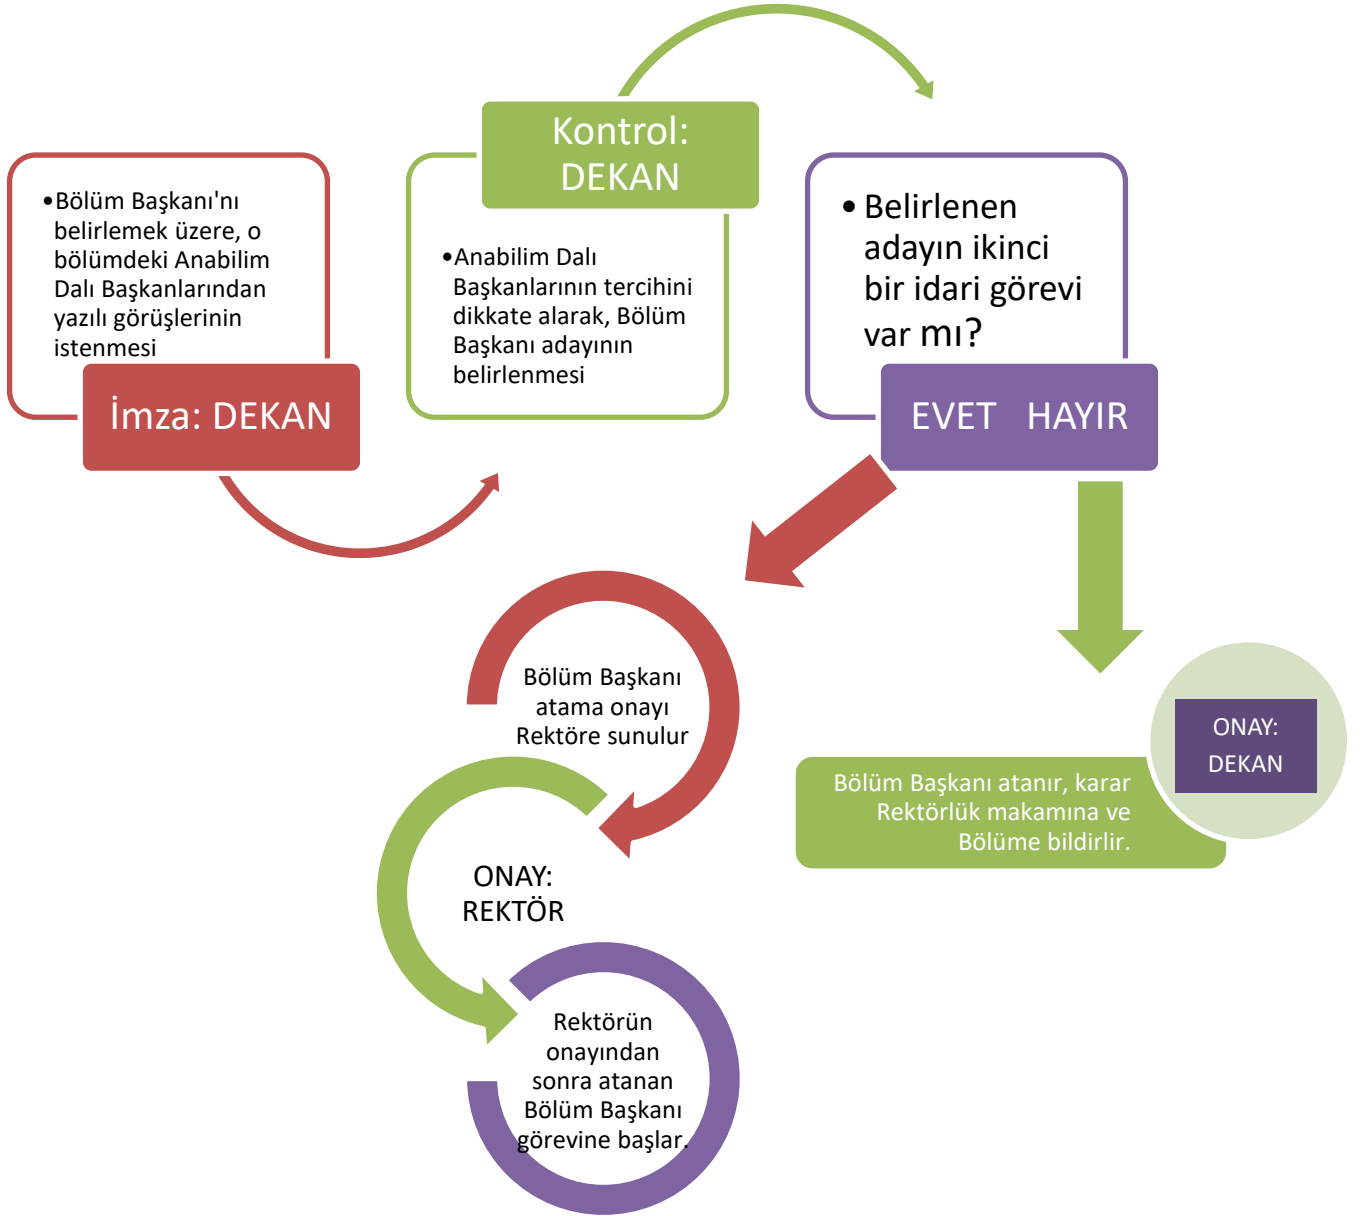 •Bölüm Başkanı'nı
belirlemek üzere, o
bölümdeki Anabilim
Dalı Başkanlarından
yazılı görüşlerinin
istenmesi
İmza: DEKAN
Kontrol:
DEKAN
•Anabilim Dalı
Başkanlarının tercihini
dikkate alarak, Bölüm
Başkanı adayının
belirlenmesi
• Belirlenen
adayın ikinci
bir idari görevi
var mı?
EVET HAYIR
Bölüm Başkanı
atama onayı
Rektöre sunulur
ONAY:
REKTÖR
Rektörün
onayından
sonra atanan
Bölüm Başkanı
görevine başlar.
ONAY:
DEKAN
Bölüm Başkanı atanır, karar
Rektörlük makamına ve
Bölüme bildirlir.